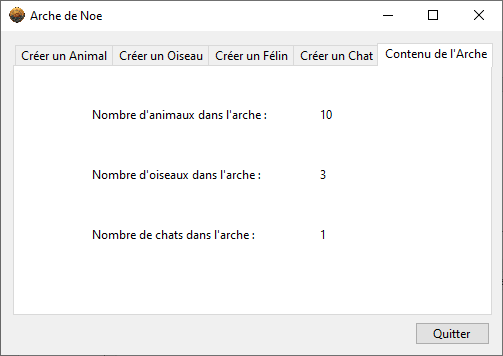 Arche de Noe
Créer un Animal Créer un Oiseau Créer un Félin Créer un Chat Contenu de l'Arche
Nombre d'animaux dans l'arche : 10
Nombre d'oiseaux dans l'arche : 3
Nombre de chats dans l'arche : 1
Quitter